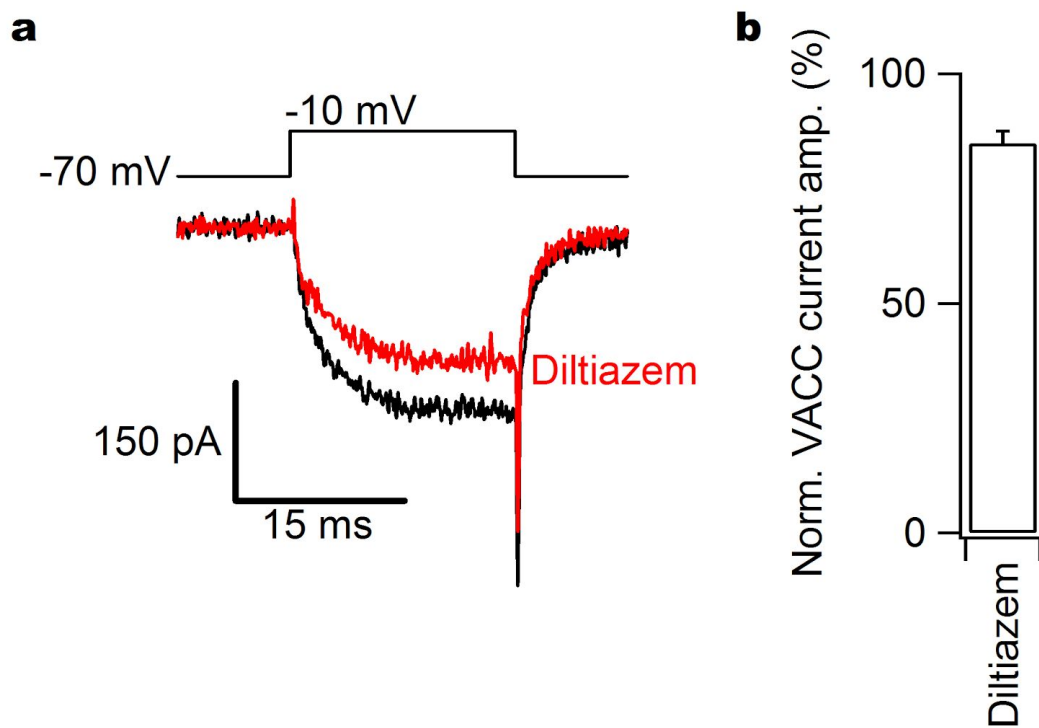 a
-10 mV
-70 mV
Diltiazem
150 pA
15 ms
b
Norm. VACC current amp. (%)
100
50
0
Diltiazem